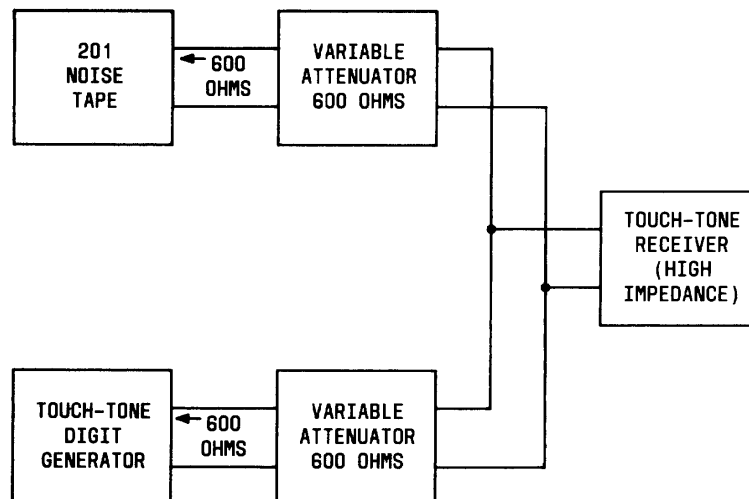 201
NOISE
TAPE
600
OHMS
VARIABLE
ATTENUATOR
600 OHMS
TOUCH-TONE
RECEIVER
(HIGH
IMPEDANCE)
TOUCH-TONE
DIGIT
GENERATOR
600
OHMS
VARIABLE
ATTENUATOR
600 OHMS